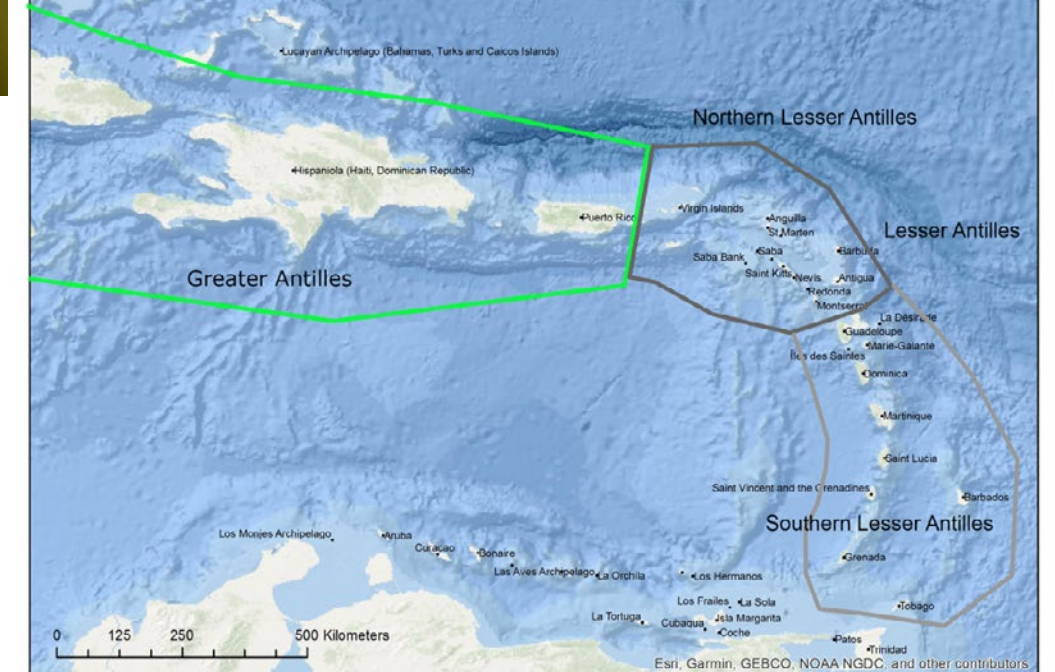 Lucayan Archipelago (Bahamas, Turks and Caicos Islands)
Northern Lesser Antilles
Hispaniola (Haiti, Dominican Republic)
Puerto Rico
Virgin Islands
Anguilla
St.Marten
Lesser Antilles
Saba
Barbuda
Saba Bank
Saint Kitts
Nevis
Antigua
Greater Antilles
Redonda
Montserrat
La Désirade
Guadeloupe
Marie-Galante
Îles des Saintes
Dominica
Martinique
Saint Lucia
Saint Vincent and the Grenadines
Barbados
Southern Lesser Antilles
Los Monjes Archipelago
Aruba
Curacao
Bonaire
Grenada
Las Aves Archipelago
La Orchila
Los Hermanos
Los Frailes
La Sola
Tobago
La Tortuga
Cubagua
Isla Margarita
Coche
Patos
Trinidad
0 125 250 500 Kilometers
Esri, Garmin, GEBCO, NOAA NGDC, and other contributors